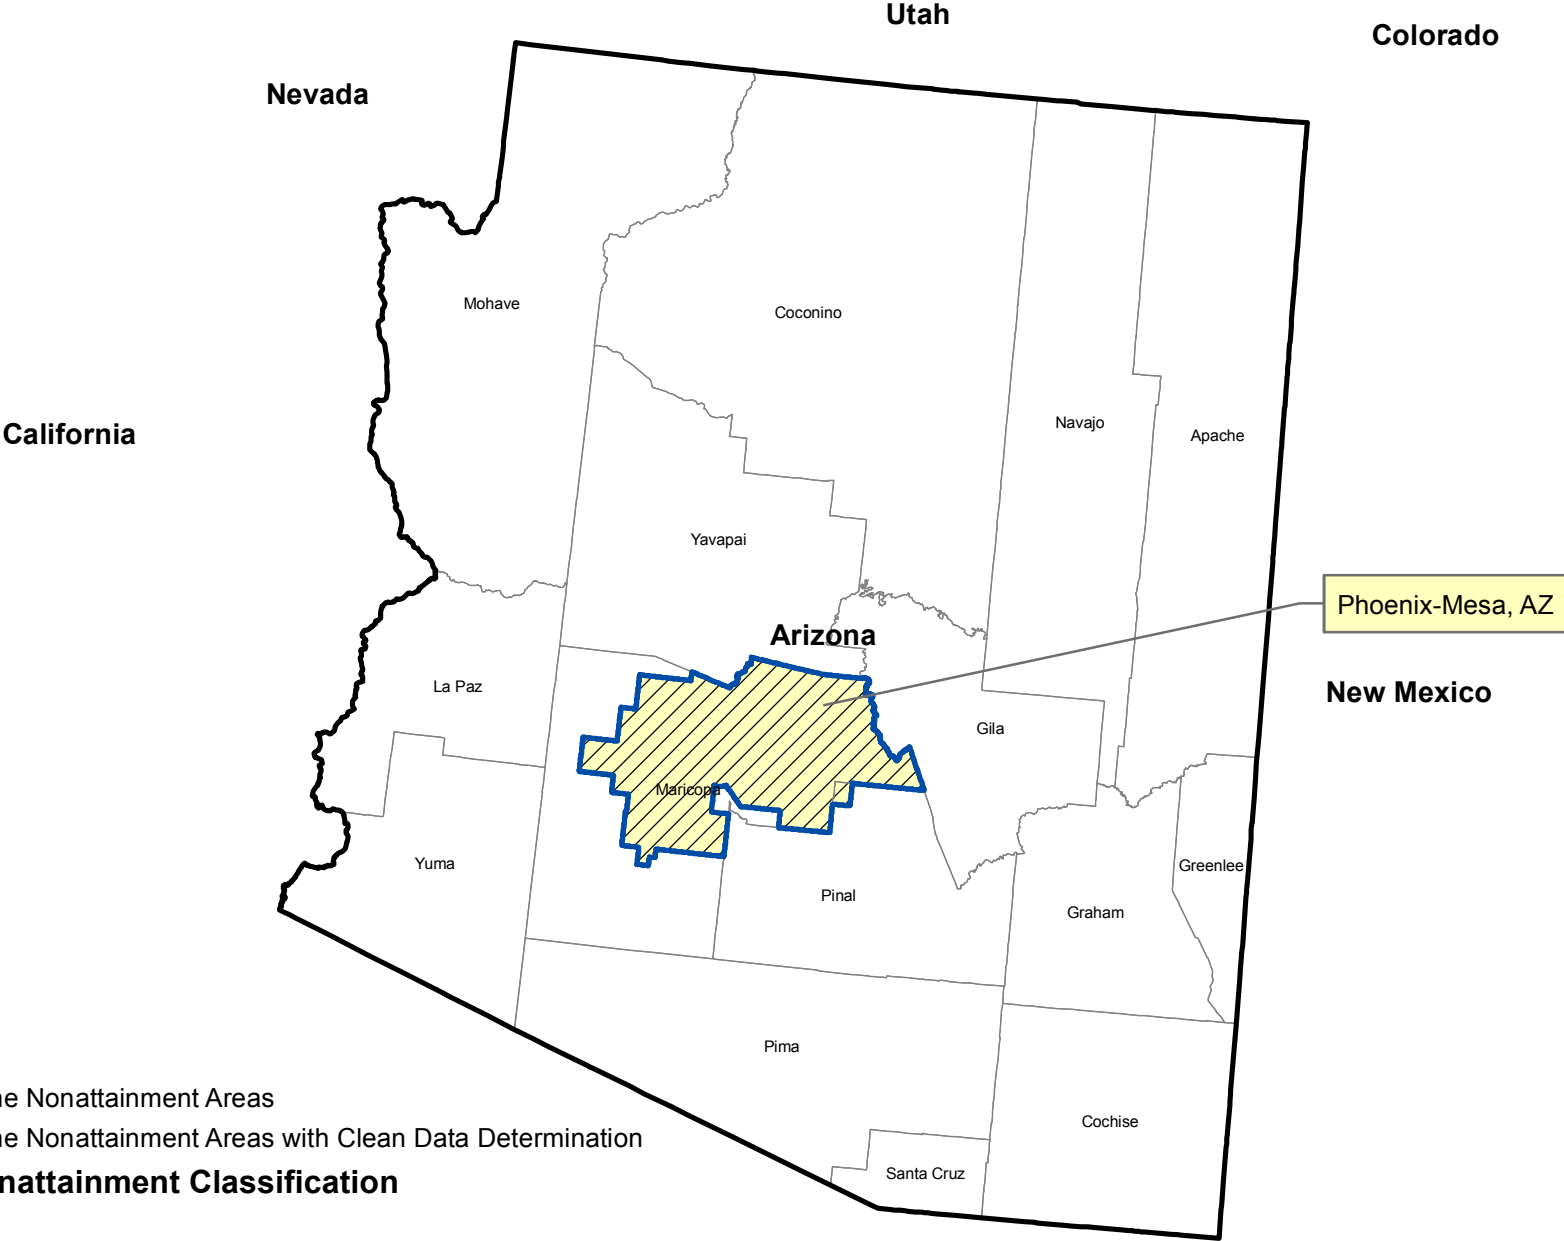 Utah
Colorado
Nevada
Mohave
Coconino
Navajo
California
Apache
Yavapai
Phoenix-Mesa, AZ
Arizona
La Paz
New Mexico
Gila
Maricopa
Yuma
Greenlee
Pinal
Graham
Pima
ne Nonattainment Areas
Cochise
ne Nonattainment Areas with Clean Data Determination
Santa Cruz
nattainment Classification